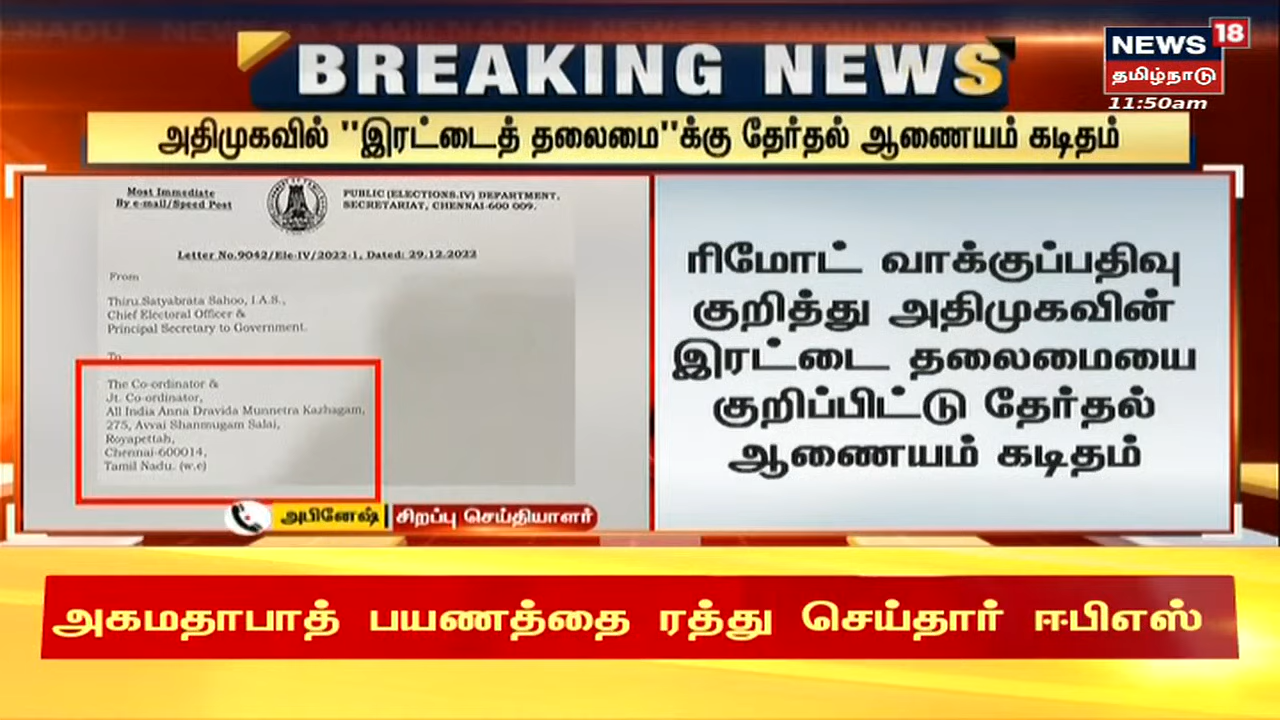 BREAKING NEWS
NEWS 18
தமிழ்நாடு
11:50am
அதிமுகவில் "இரட்டைத் தலைமை"க்கு தேர்தல் ஆணையம் கடிதம்
Most Immediate
By e-mail/Speed Post
PUBLIC (ELECTIONS.IV) DEPARTMENT,
SECRETARIAT, CHENNAI-600 009.
Letter No.9042/Ele-IV/2022-1, Dated: 29.12.2022
From
Thiru.Satyabrata Sahoo, I.A.S.,
Chief Electoral Officer &
Principal Secretary to Government.
To
The Co-ordinator &
Jt. Co-ordinator,
All India Anna Dravida Munnetra Kazhagam,
275, Avvai Shanmugam Salai,
Royapettah,
Chennai-600014,
Tamil Nadu. (w.e)
அபினேஷ் சிறப்பு செய்தியாளர்
ரிமோட் வாக்குப்பதிவு
குறித்து அதிமுகவின்
இரட்டை தலைமையை
குறிப்பிட்டு தேர்தல்
ஆணையம் கடிதம்
அகமதாபாத் பயணத்தை ரத்து செய்தார் ஈபிஎஸ்